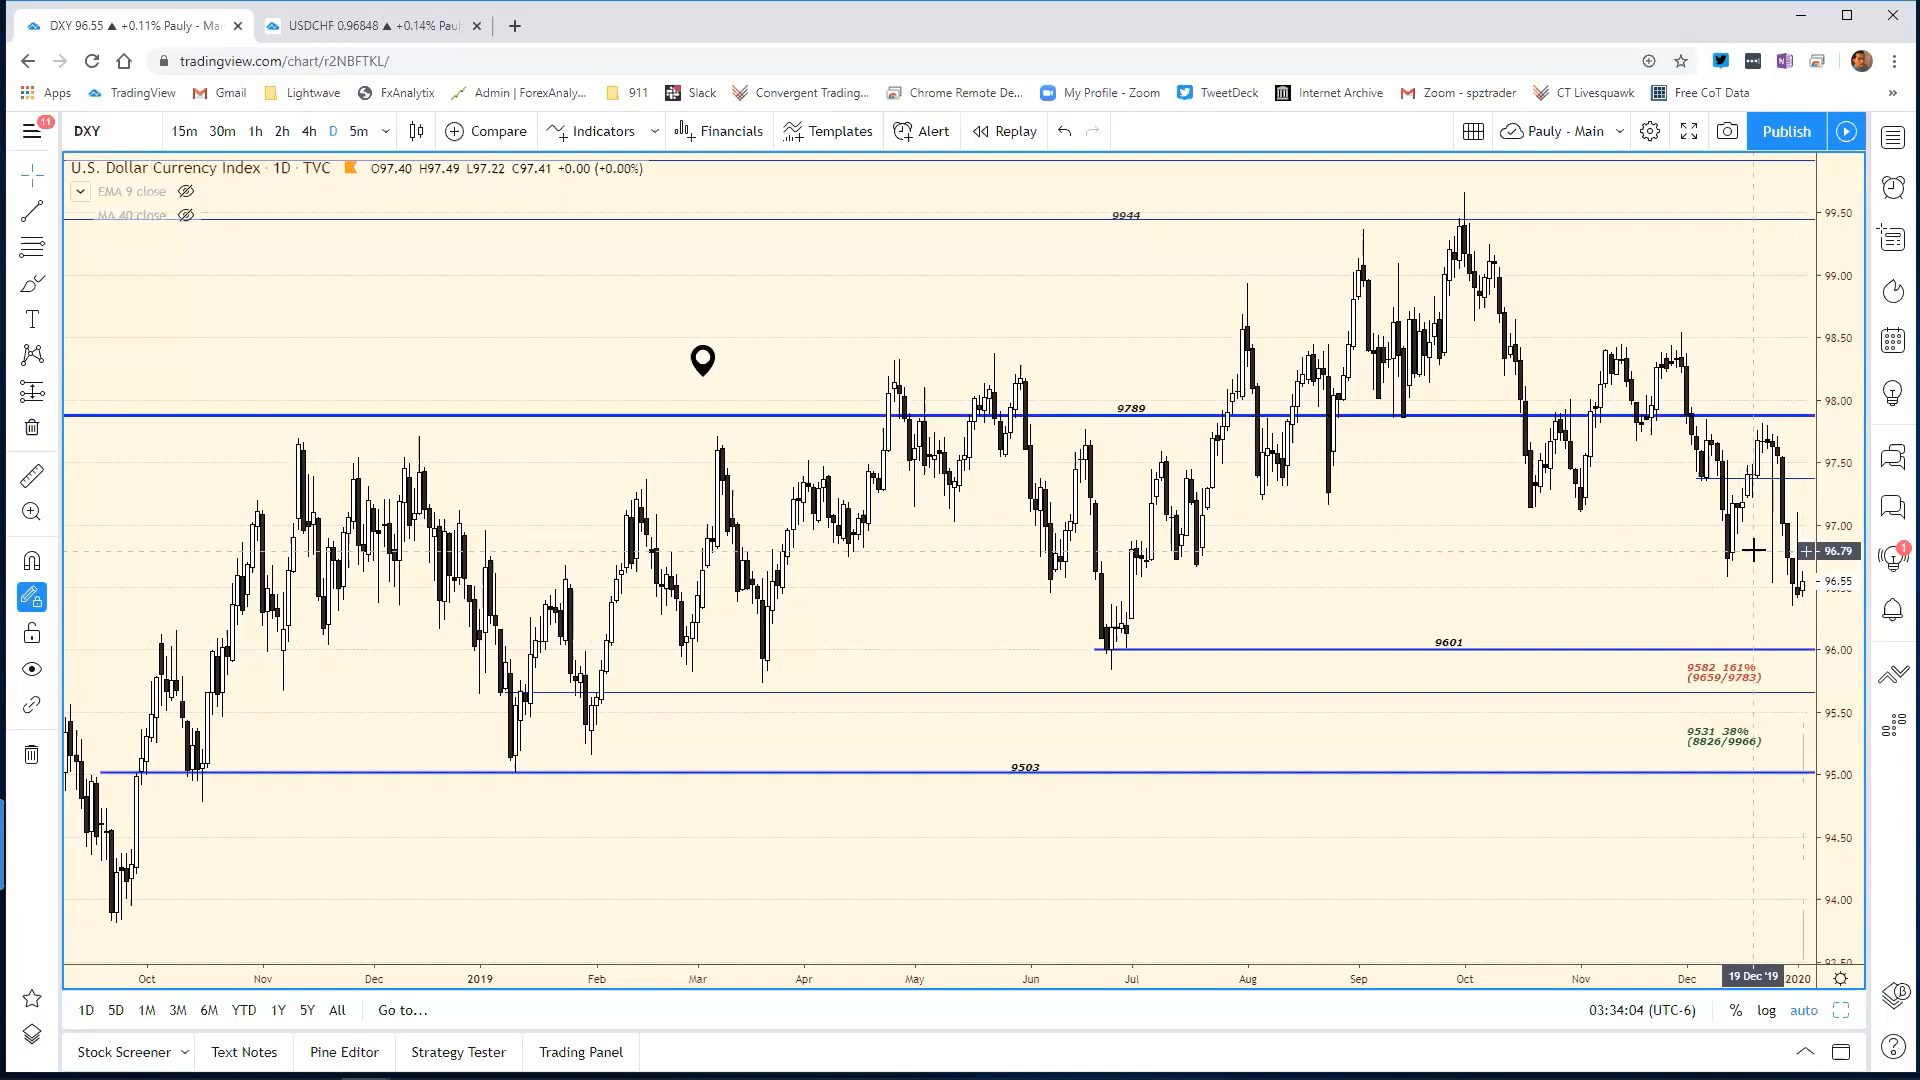 DXY 96.55 ▲ +0.11% Pauly - Mai
USDCHF 0.96848 ▲ +0.14% Paul
tradingview.com/chart/r2NBFTKL/
Apps TradingView Gmail Lightwave FxAnalytix Admin | ForexAnaly... 911 Slack Convergent Trading... Chrome Remote De... My Profile - Zoom TweetDeck Internet Archive Zoom - spztrader CT Livesquawk Free CoT Data »
11
DXY 15m 30m 1h 2h 4h D 5m Compare Indicators Financials Templates Alert Replay Pauly - Main Publish
U.S. Dollar Currency Index · 1D · TVC O97.40 H97.49 L97.22 C97.41 +0.00 (+0.00%)
EMA 9 close
MA 40 close
9944
99.50
99.00
98.50
9789
98.00
97.50
97.00
96.79
1
96.55
9601
96.00
9582 161%
(9659/9783)
95.50
9531 38%
(8826/9966)
9503
95.00
94.50
94.00
93.50
Oct Nov Dec 2019 Feb Mar Apr May Jun Jul Aug Sep Oct Nov Dec 19 Dec '19 2020
1D 5D 1M 3M 6M YTD 1Y 5Y All Go to... 03:34:04 (UTC-6) % log auto
Stock Screener Text Notes Pine Editor Strategy Tester Trading Panel